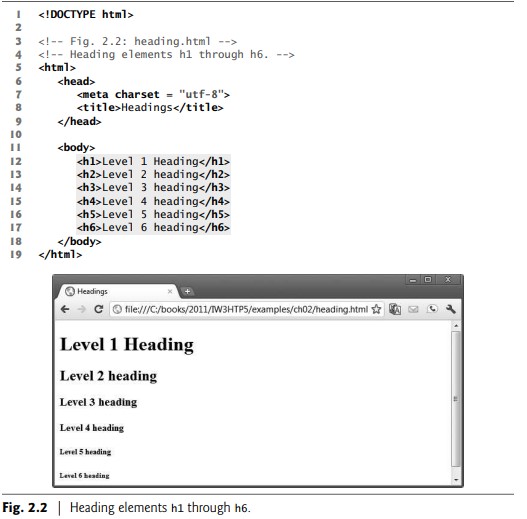 1 <!DOCTYPE html>
2
3 <!-- Fig. 2.2: heading.html -->
4 <!-- Heading elements h1 through h6. -->
5 <html>
6    <head>
7       <meta charset = "utf-8">
8       <title>Headings</title>
9    </head>
10
11    <body>
12       <h1>Level 1 Heading</h1>
13       <h2>Level 2 heading</h2>
14       <h3>Level 3 heading</h3>
15       <h4>Level 4 heading</h4>
16       <h5>Level 5 heading</h5>
17       <h6>Level 6 heading</h6>
18    </body>
19 </html>
Headings
file:///C:/books/2011/IW3HTP5/examples/ch02/heading.html
Level 1 Heading
Level 2 heading
Level 3 heading
Level 4 heading
Level 5 heading
Level 6 heading
Fig. 2.2 | Heading elements h1 through h6.